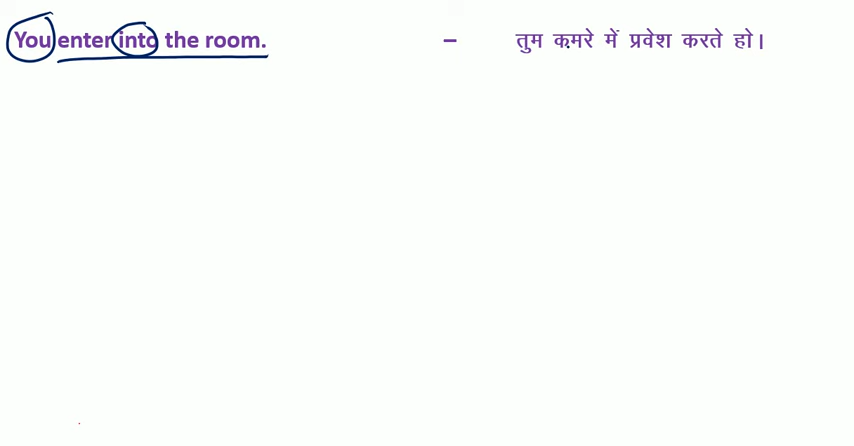 You enter into the room. – तुम कमरे में प्रवेश करते हो।